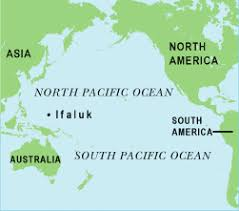 ASIA
NORTH
AMERICA
NORTH PACIFIC OCEAN
Ifaluk
SOUTH
AMERICA
AUSTRALIA
SOUTH PACIFIC OCEAN